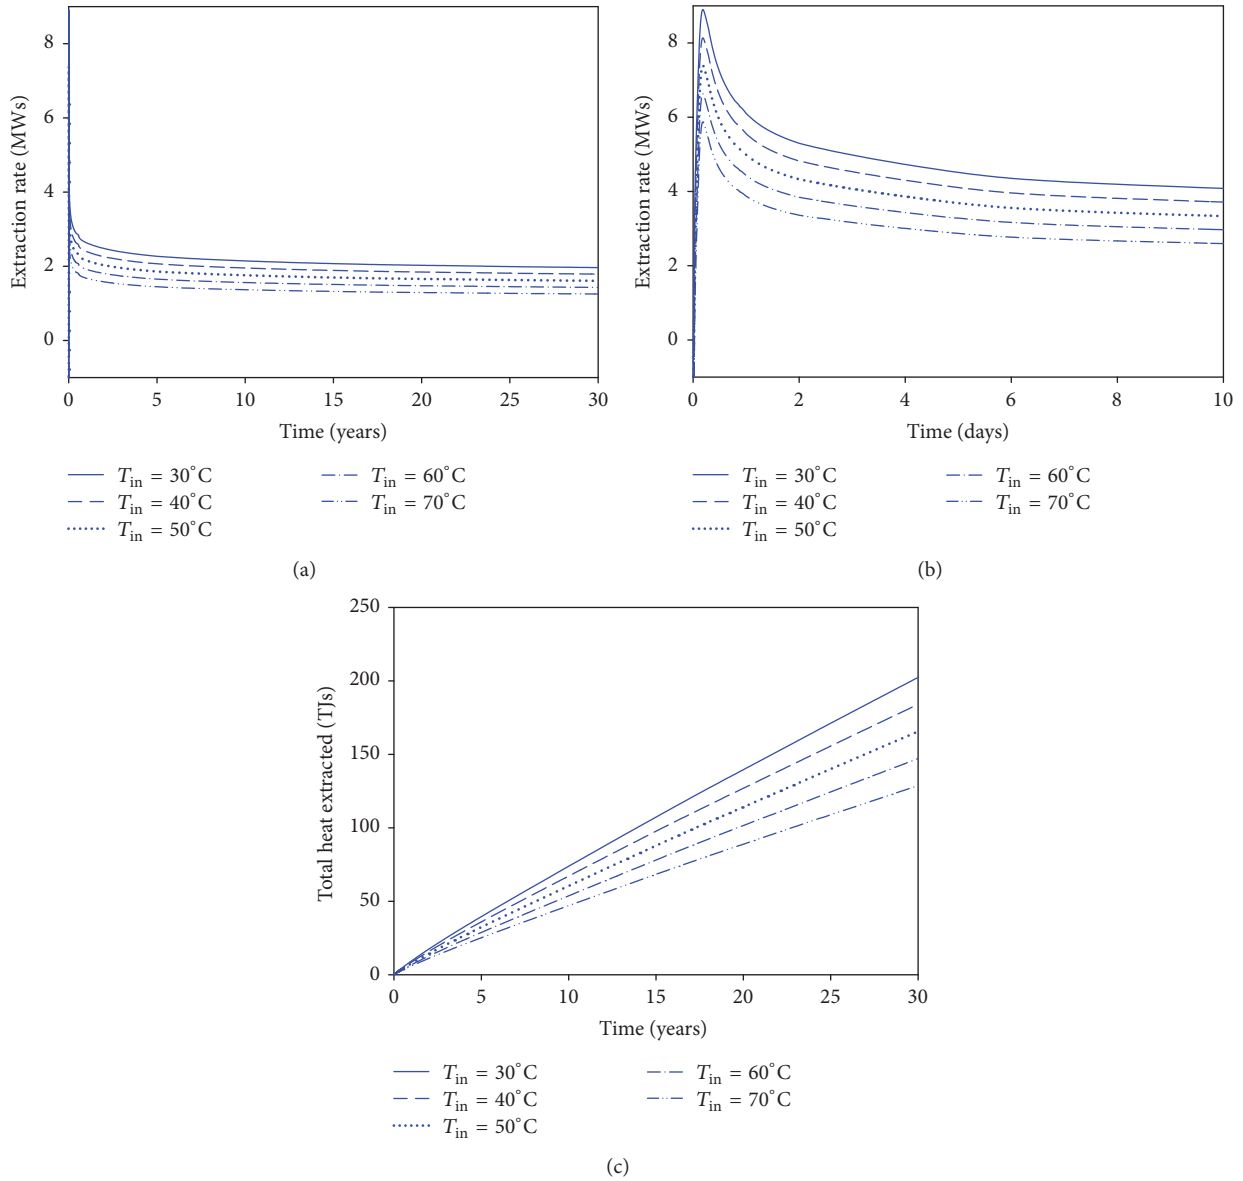 Extraction rate (MWs)
8
6
4
2
0
0 5 10 15 20 25 30
Time (years)
T_in = 30°C T_in = 60°C
T_in = 40°C T_in = 70°C
T_in = 50°C
(a)
Extraction rate (MWs)
8
6
4
2
0
0 2 4 6 8 10
Time (days)
T_in = 30°C T_in = 60°C
T_in = 40°C T_in = 70°C
T_in = 50°C
(b)
Total heat extracted (TJs)
250
200
150
100
50
0
0 5 10 15 20 25 30
Time (years)
T_in = 30°C T_in = 60°C
T_in = 40°C T_in = 70°C
T_in = 50°C
(c)